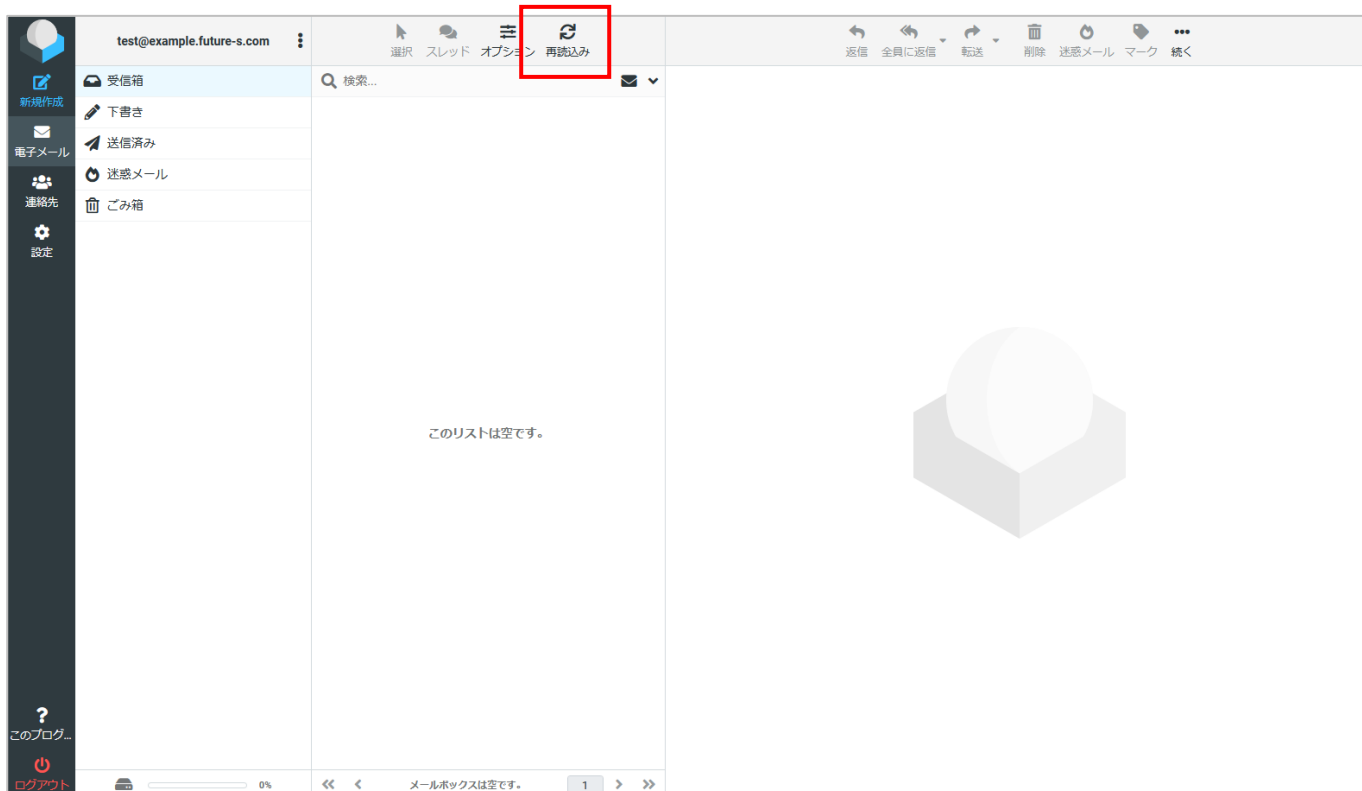 test@example.future-s.com
選択 スレッド オプション 再読込み
返信 全員に返信 転送 削除 迷惑メール マーク 続く
新規作成
電子メール
連絡先
設定
受信箱
下書き
送信済み
迷惑メール
ごみ箱
検索...
このリストは空です。
?
このプログ...
ログアウト
0%
メールボックスは空です。
1